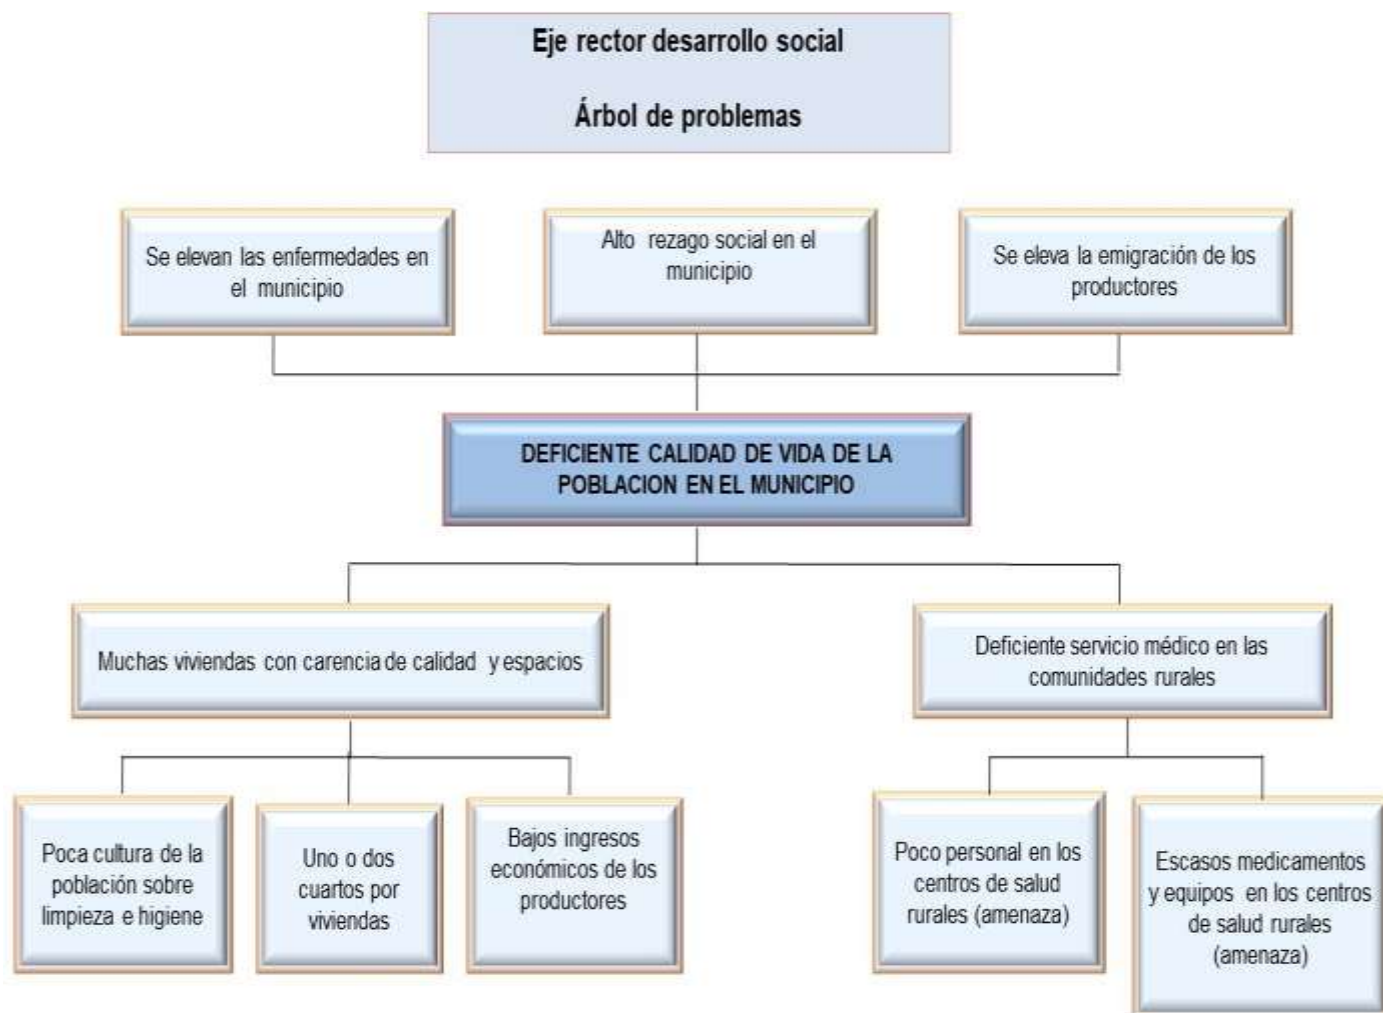 Eje rector desarrollo social
Árbol de problemas
Se elevan las enfermedades en
el municipio
Alto rezago social en el
municipio
Se eleva la emigración de los
productores
DEFICIENTE CALIDAD DE VIDA DE LA
POBLACION EN EL MUNICIPIO
Muchas viviendas con carencia de calidad y espacios
Deficiente servicio médico en las
comunidades rurales
Poca cultura de la
población sobre
limpieza e higiene
Uno o dos
cuartos por
viviendas
Bajos ingresos
económicos de los
productores
Poco personal en los
centros de salud
rurales (amenaza)
Escasos medicamentos
y equipos en los centros
de salud rurales
(amenaza)